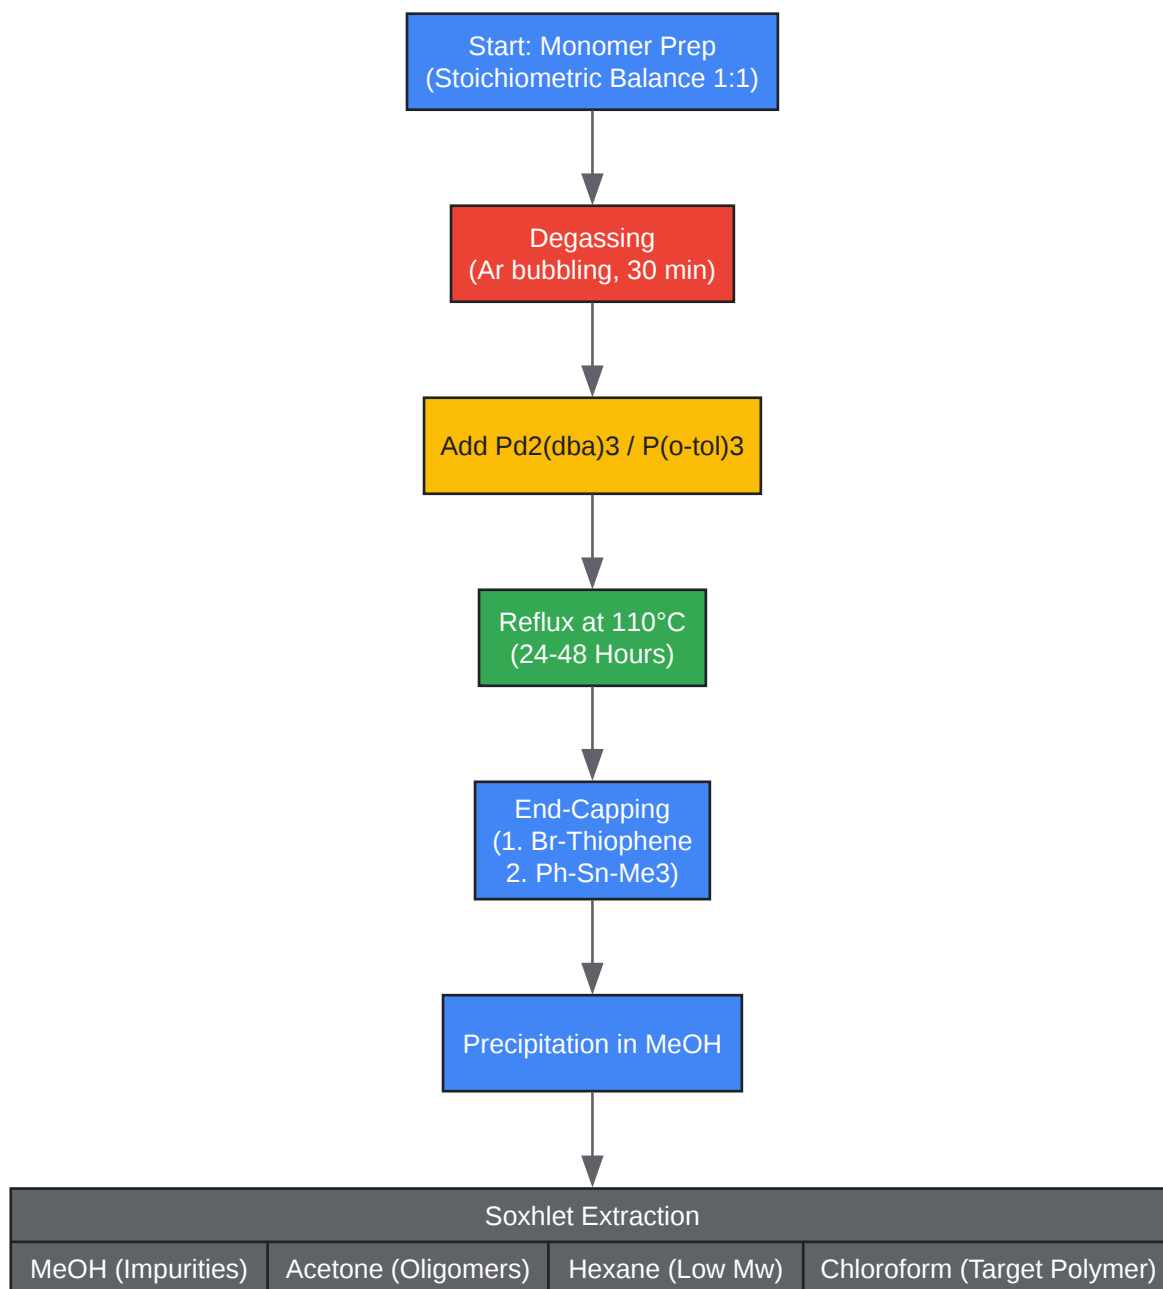 Start: Monomer Prep
(Stoichiometric Balance 1:1)
Degassing
(Ar bubbling, 30 min)
Add Pd2(dba)3 / P(o-tol)3
Reflux at 110°C
(24-48 Hours)
End-Capping
(1. Br-Thiophene
2. Ph-Sn-Me3)
Precipitation in MeOH
Soxhlet Extraction
MeOH (Impurities)
Acetone (Oligomers)
Hexane (Low Mw)
Chloroform (Target Polymer)